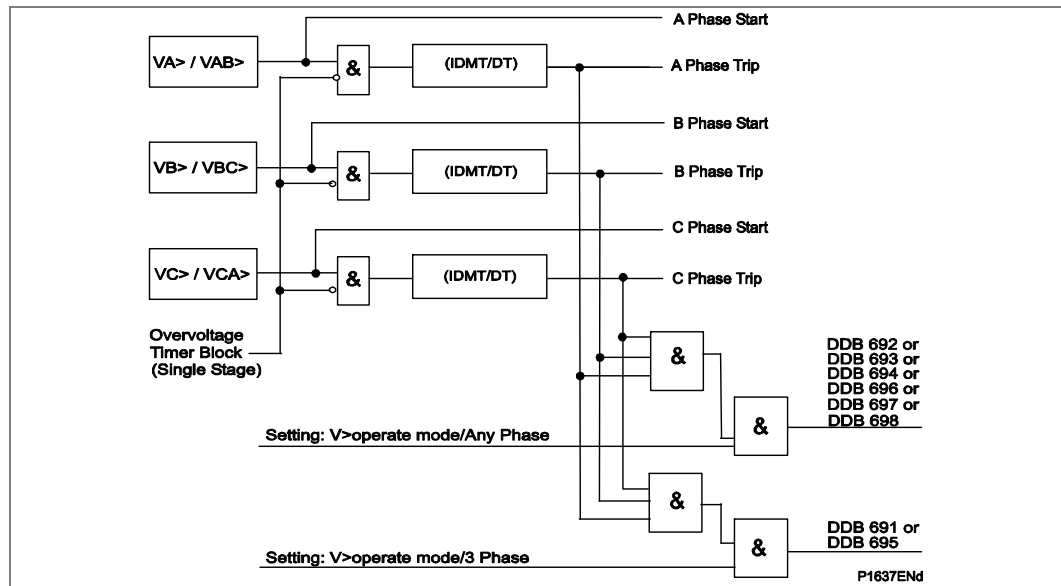 A Phase Start
VA> / VAB>
&
(IDMT/DT)
A Phase Trip
B Phase Start
VB> / VBC>
&
(IDMT/DT)
B Phase Trip
C Phase Start
VC> / VCA>
&
(IDMT/DT)
C Phase Trip
Overvoltage
Timer Block
(Single Stage)
&
DDB 692 or
DDB 693 or
DDB 694 or
DDB 696 or
DDB 697 or
DDB 698
&
Setting: V>operate mode/Any Phase
&
DDB 691 or
DDB 695
&
Setting: V>operate mode/3 Phase
P1637ENd